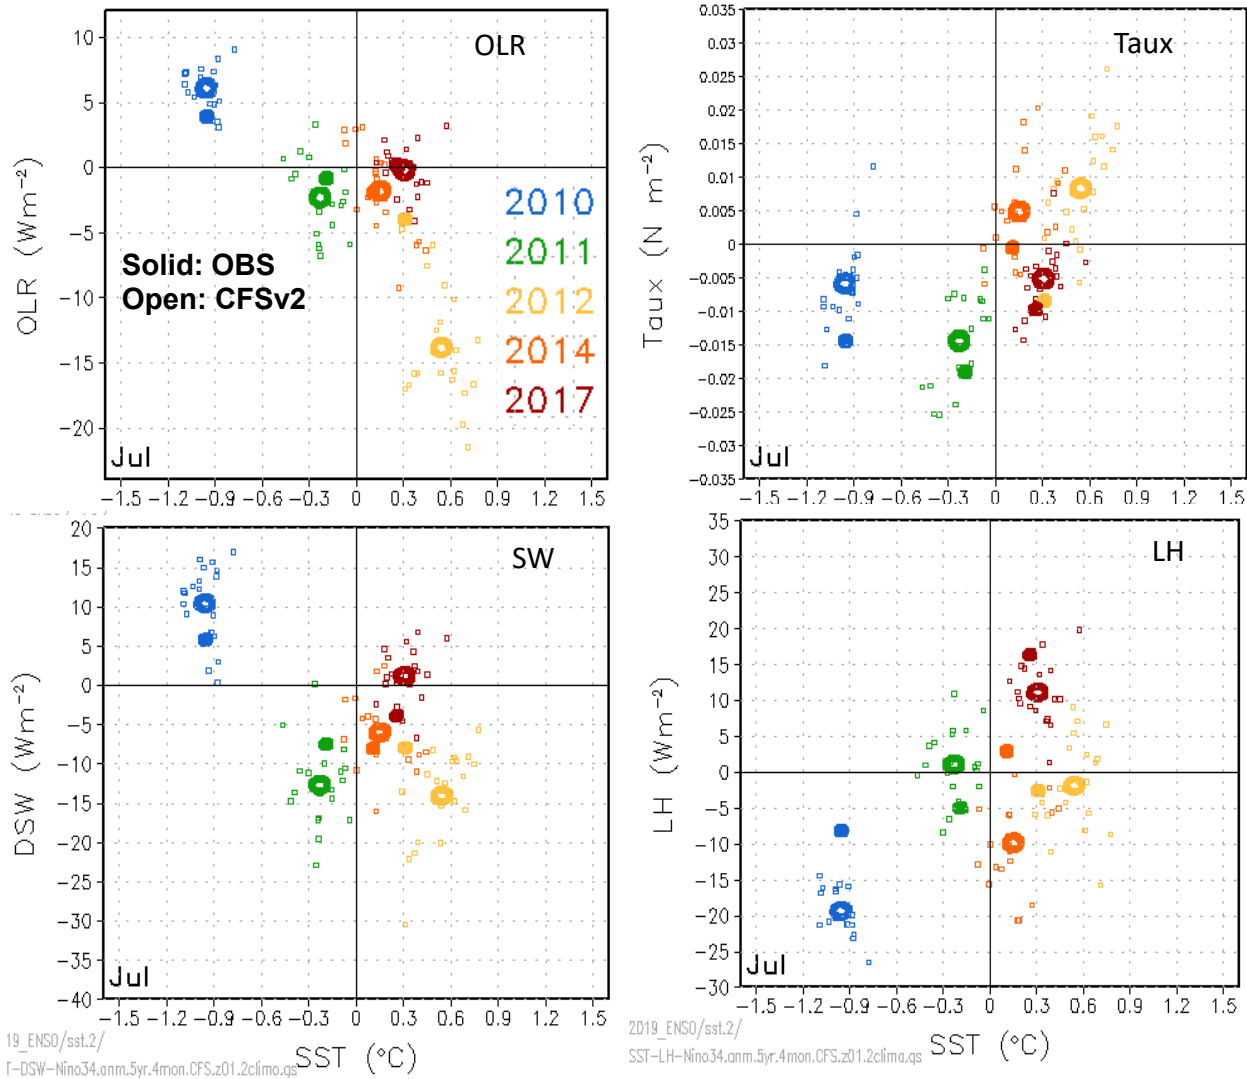 OLR
10
5
0
-5
-10
-15
-20
OLR (Wm⁻²)
Solid: OBS
Open: CFSv2
2010
2011
2012
2014
2017
Jul
-1.5 -1.2 -0.9 -0.6 -0.3 0 0.3 0.6 0.9 1.2 1.5
Taux
0.035
0.03
0.025
0.02
0.015
0.01
0.005
0
-0.005
-0.01
-0.015
-0.02
-0.025
-0.03
-0.035
Taux (N m⁻²)
Jul
-1.5 -1.2 -0.9 -0.6 -0.3 0 0.3 0.6 0.9 1.2 1.5
SW
20
15
10
5
0
-5
-10
-15
-20
-25
-30
-35
-40
DSW (Wm⁻²)
Jul
-1.5 -1.2 -0.9 -0.6 -0.3 0 0.3 0.6 0.9 1.2 1.5
SST (°C)
19_ENSO/sst.2/
T-DSW-Nino34.anm.5yr.4mon.CFS.z01.2clima.gs
LH
35
30
25
20
15
10
5
0
-5
-10
-15
-20
-25
-30
LH (Wm⁻²)
Jul
-1.5 -1.2 -0.9 -0.6 -0.3 0 0.3 0.6 0.9 1.2 1.5
SST (°C)
2019_ENSO/sst.2/
SST-LH-Nino34.anm.5yr.4mon.CFS.z01.2clima.gs